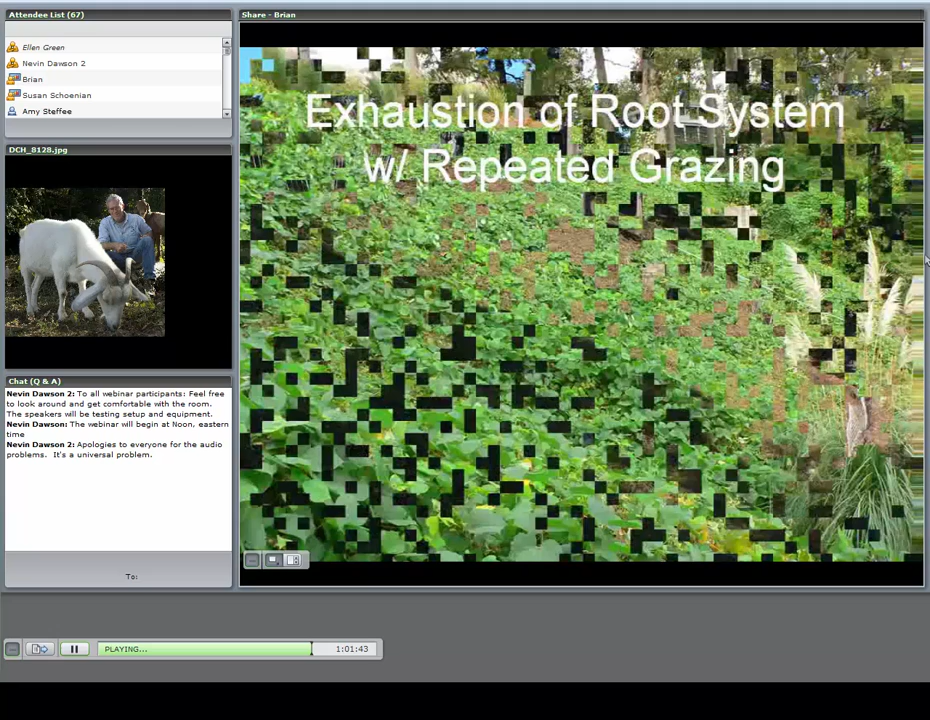 Attendee List (67)
Ellen Green
Nevin Dawson 2
Brian
Susan Schoenian
Amy Steffee
DCH_8128.jpg
Chat (Q & A)
Nevin Dawson 2: To all webinar participants: Feel free
to look around and get comfortable with the room.
The speakers will be testing setup and equipment.
Nevin Dawson: The webinar will begin at Noon, eastern
time
Nevin Dawson 2: Apologies to everyone for the audio
problems. It's a universal problem.
To:
Share - Brian
Exhaustion of Root System
w/ Repeated Grazing
PLAYING...
1:01:43